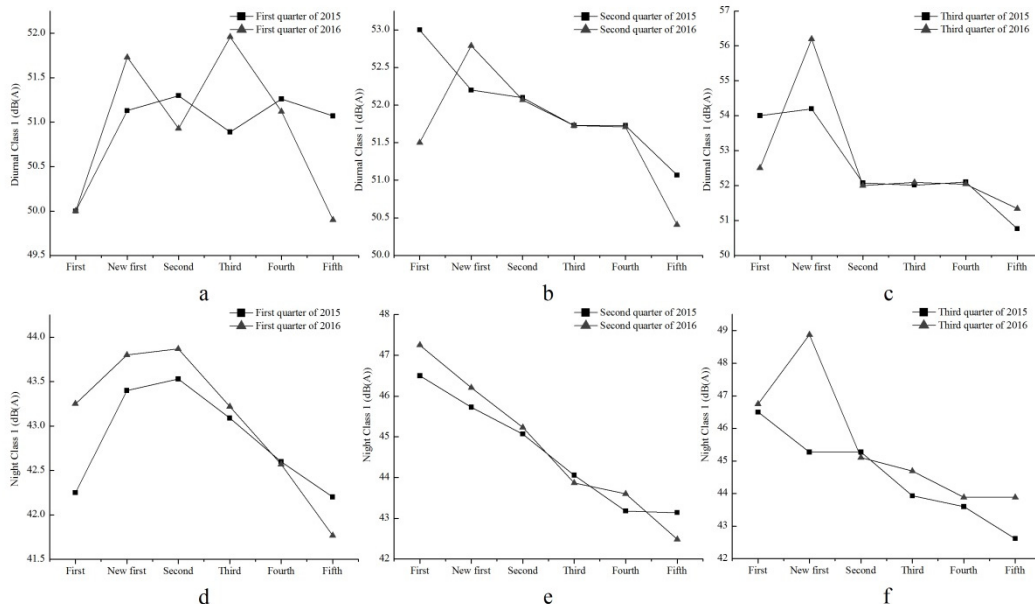 First quarter of 2015
First quarter of 2016
52.0
51.5
51.0
50.5
50.0
49.5
Diurnal Class 1 (dB(A))
First New first Second Third Fourth Fifth
a
Second quarter of 2015
Second quarter of 2016
53.0
52.5
52.0
51.5
51.0
50.5
50.0
Diurnal Class 1 (dB(A))
First New first Second Third Fourth Fifth
b
Third quarter of 2015
Third quarter of 2016
57
56
55
54
53
52
51
50
Diurnal Class 1 (dB(A))
First New first Second Third Fourth Fifth
c
First quarter of 2015
First quarter of 2016
44.0
43.5
43.0
42.5
42.0
41.5
Night Class 1 (dB(A))
First New first Second Third Fourth Fifth
d
Second quarter of 2015
Second quarter of 2016
48
47
46
45
44
43
42
Night Class 1 (dB(A))
First New first Second Third Fourth Fifth
e
Third quarter of 2015
Third quarter of 2016
49
48
47
46
45
44
43
42
Night Class 1 (dB(A))
First New first Second Third Fourth Fifth
f